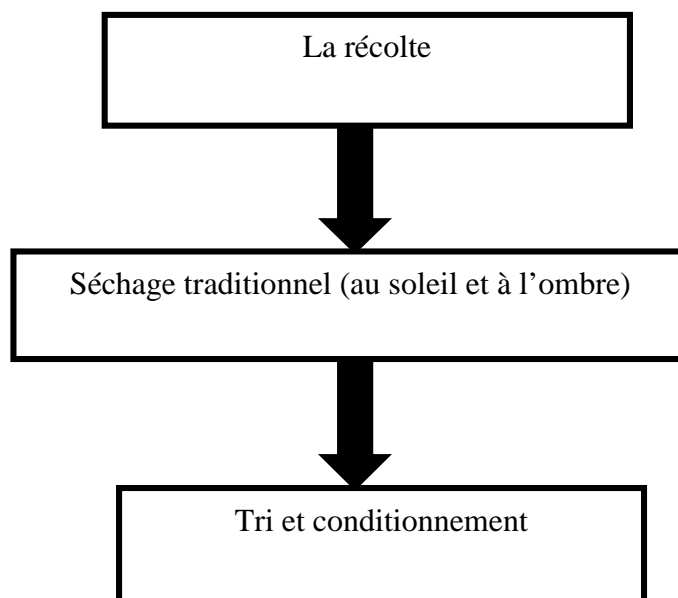 La récolte
Séchage traditionnel (au soleil et à l’ombre)
Tri et conditionnement